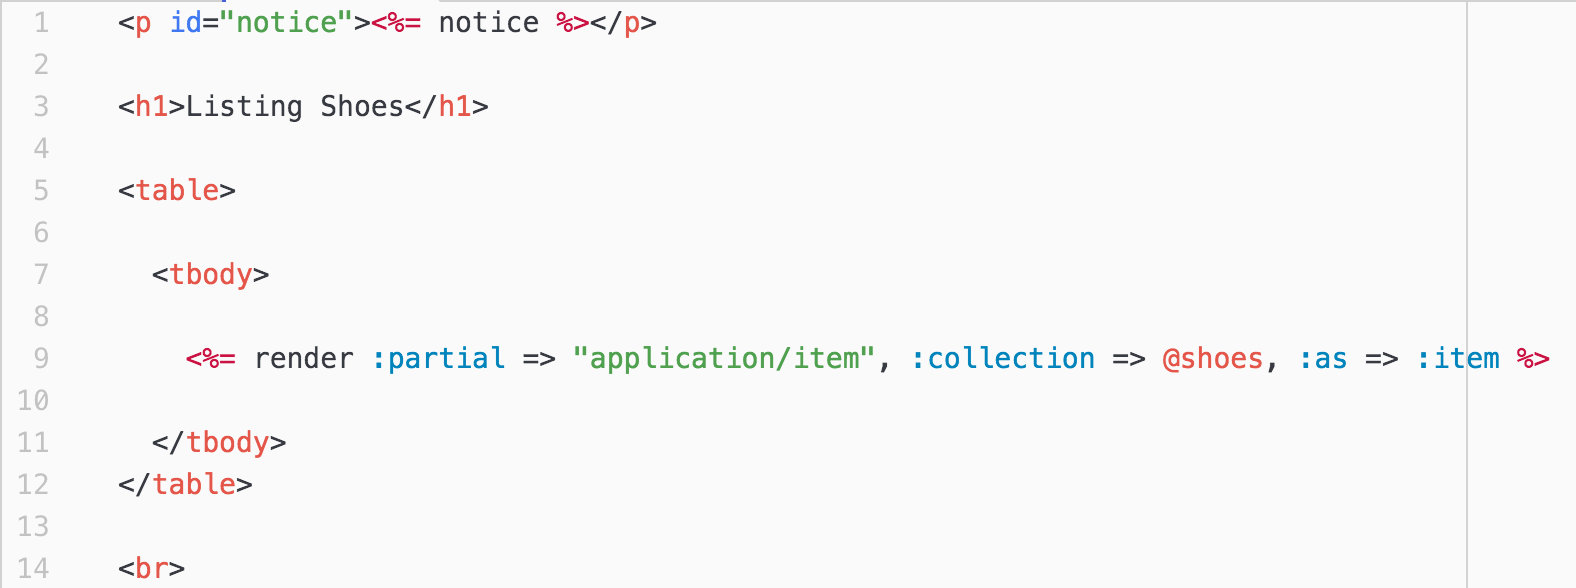 1 <p id="notice"><%= notice %></p>
2
3 <h1>Listing Shoes</h1>
4
5 <table>
6
7 <tbody>
8
9 <%= render :partial => "application/item", :collection => @shoes, :as => :item %>
10
11 </tbody>
12 </table>
13
14 <br>